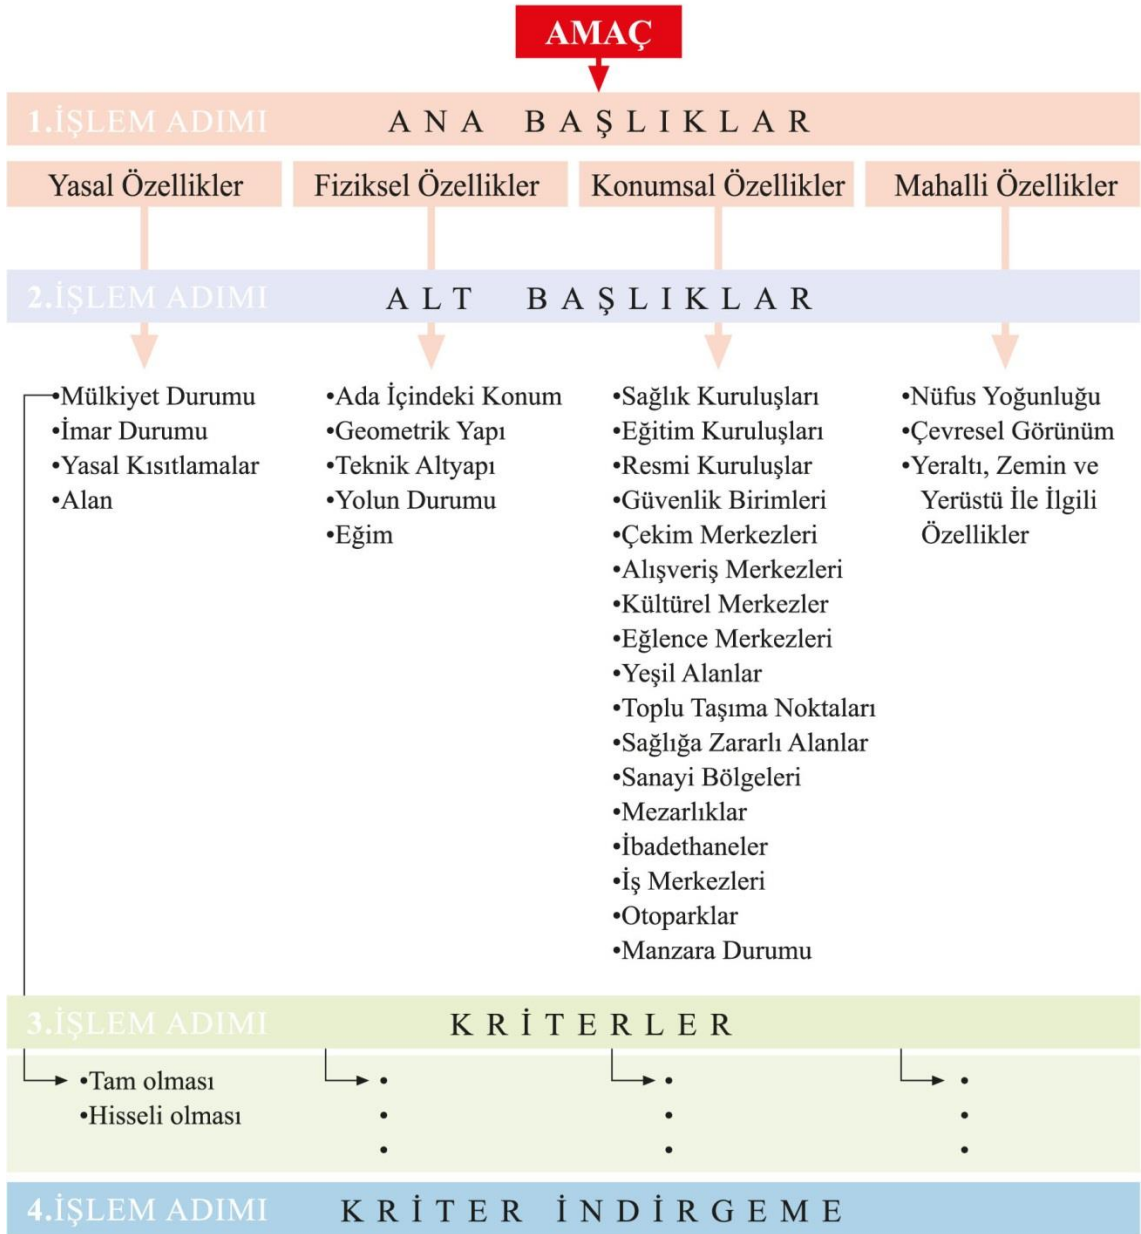 AMAÇ
1.İŞLEM ADIMI ANA BAŞLIKLAR
Yasal Özellikler
Fiziksel Özellikler
Konumsal Özellikler
Mahalli Özellikler
2.İŞLEM ADIMI ALT BAŞLIKLAR
•Mülkiyet Durumu
•İmar Durumu
•Yasal Kısıtlamalar
•Alan
•Ada İçindeki Konum
•Geometrik Yapı
•Teknik Altyapı
•Yolun Durumu
•Eğim
•Sağlık Kuruluşları
•Eğitim Kuruluşları
•Resmi Kuruluşlar
•Güvenlik Birimleri
•Çekim Merkezleri
•Alışveriş Merkezleri
•Kültürel Merkezler
•Eğlence Merkezleri
•Yeşil Alanlar
•Toplu Taşıma Noktaları
•Sağlığa Zararlı Alanlar
•Sanayi Bölgeleri
•Mezarlıklar
•İbadethaneler
•İş Merkezleri
•Otoparklar
•Manzara Durumu
•Nüfus Yoğunluğu
•Çevresel Görünüm
•Yeraltı, Zemin ve
Yerüstü İle İlgili
Özellikler
3.İŞLEM ADIMI KRİTERLER
•Tam olması
•Hisseli olması
•
•
•
•
•
•
•
•
•
4.İŞLEM ADIMI KRİTER İNDİRGEME